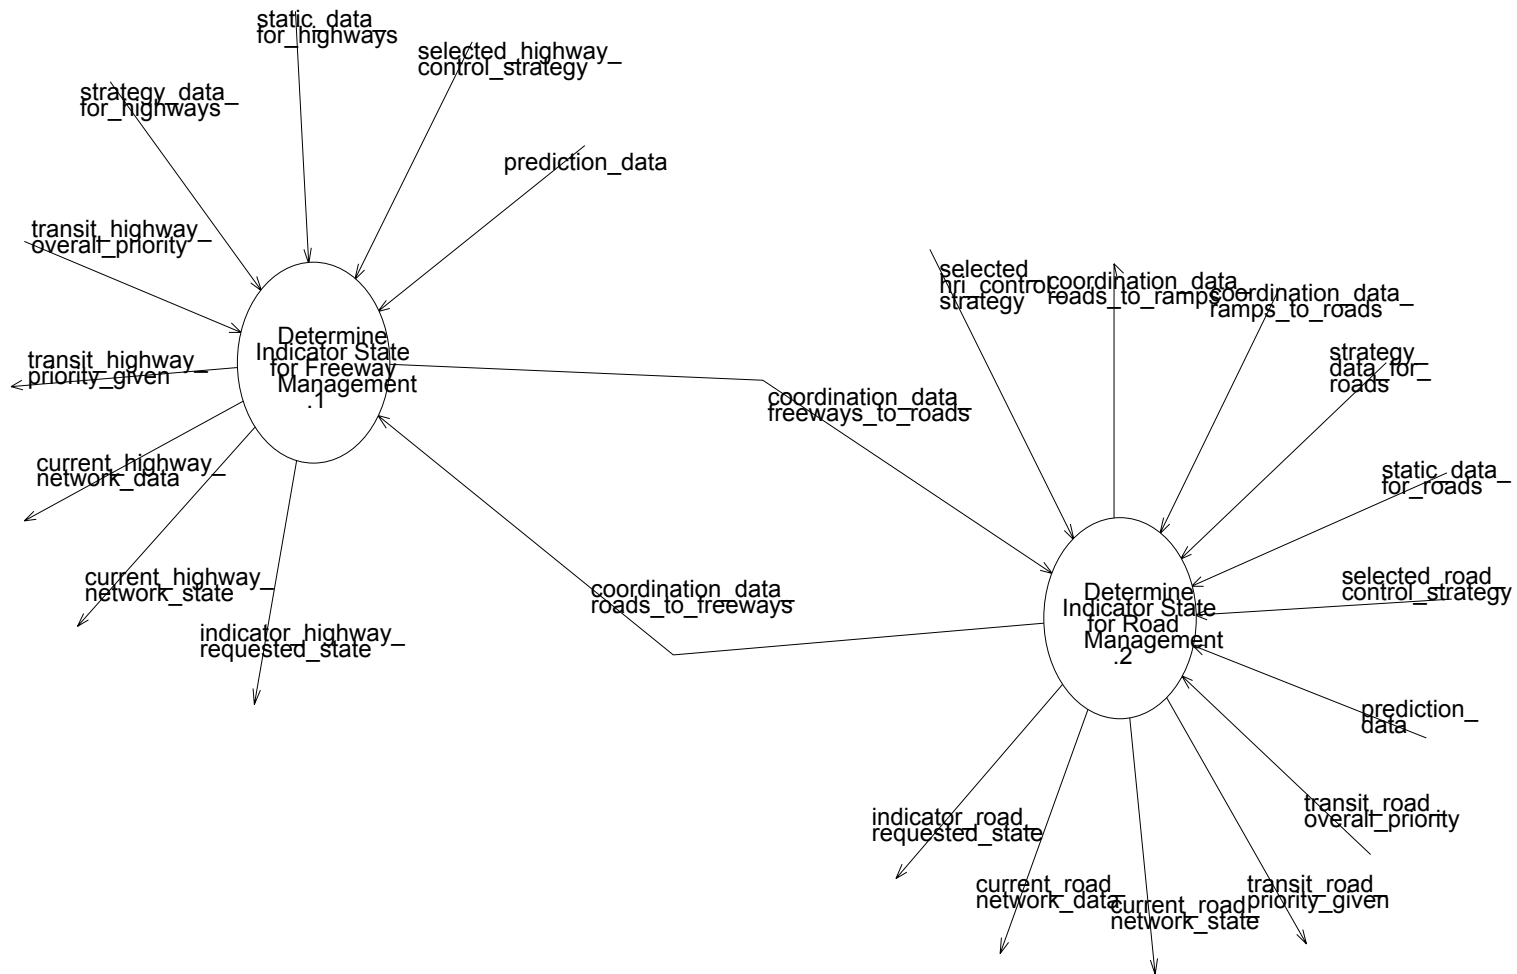 static_data_
for_highways
selected_highway_
control_strategy
strategy_data_
for_highways
prediction_data
transit_highway_
overall_priority
Determine
Indicator State
for Freeway
Management
.1
transit_highway_
priority_given
current_highway_
network_data
current_highway_
network_state
indicator_highway_
requested_state
coordination_data_
freeways_to_roads
coordination_data_
roads_to_freeways
selected_
hri_control_
strategy
coordination_data_
roads_to_ramps
coordination_data_
ramps_to_roads
strategy_
data_for_
roads
static_data_
for_roads
selected_road_
control_strategy
Determine
Indicator State
for Road
Management
.2
prediction_
data
transit_road_
overall_priority
indicator_road_
requested_state
current_road_
network_data
current_road_
network_state
transit_road_
priority_given